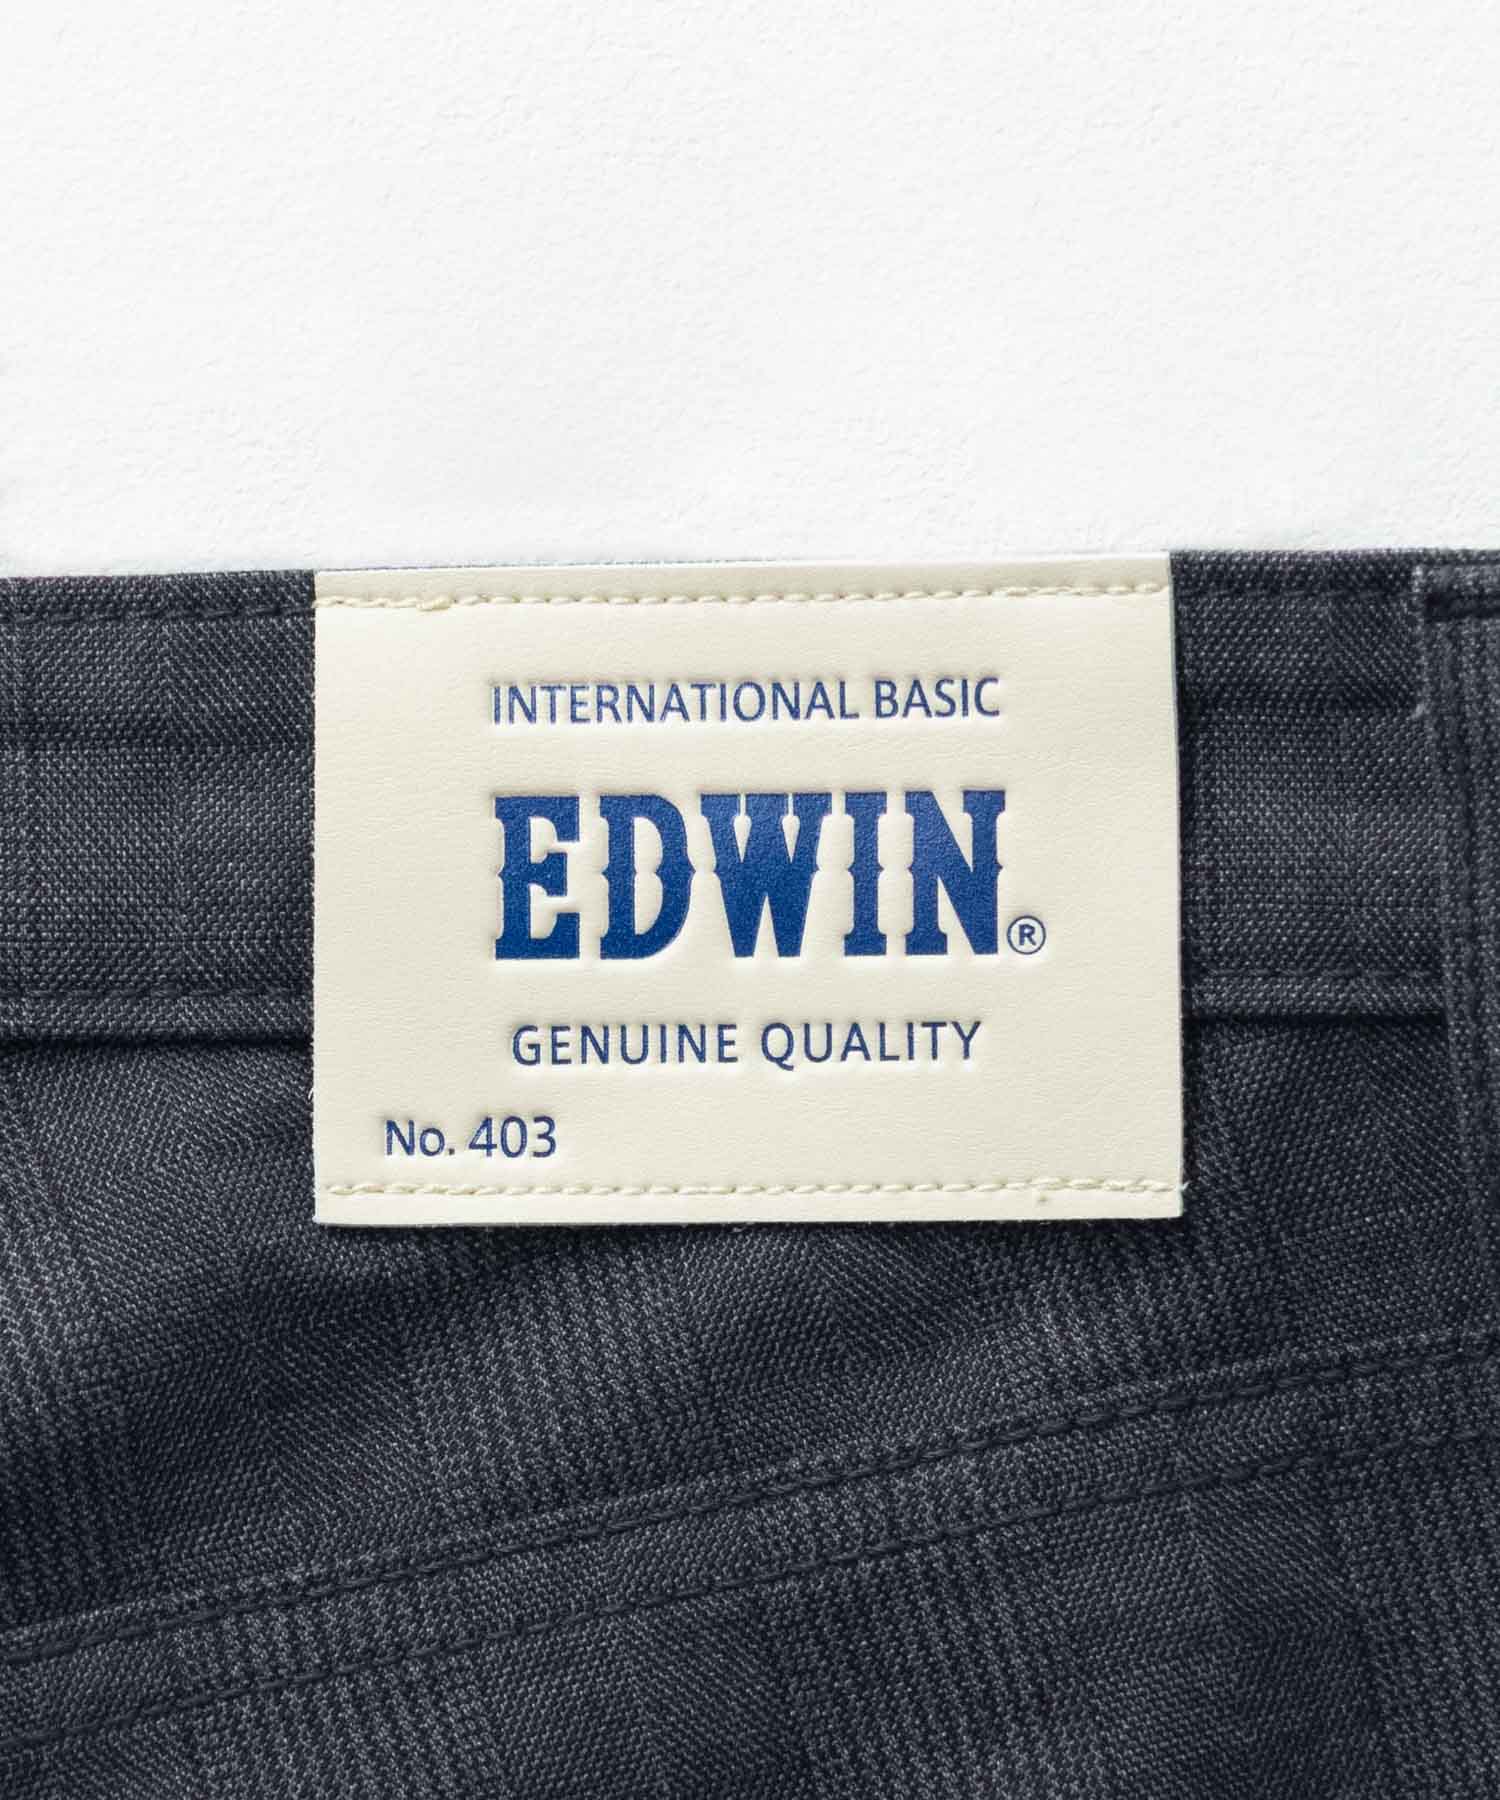 INTERNATIONAL BASIC
EDWIN®
GENUINE QUALITY
No. 403